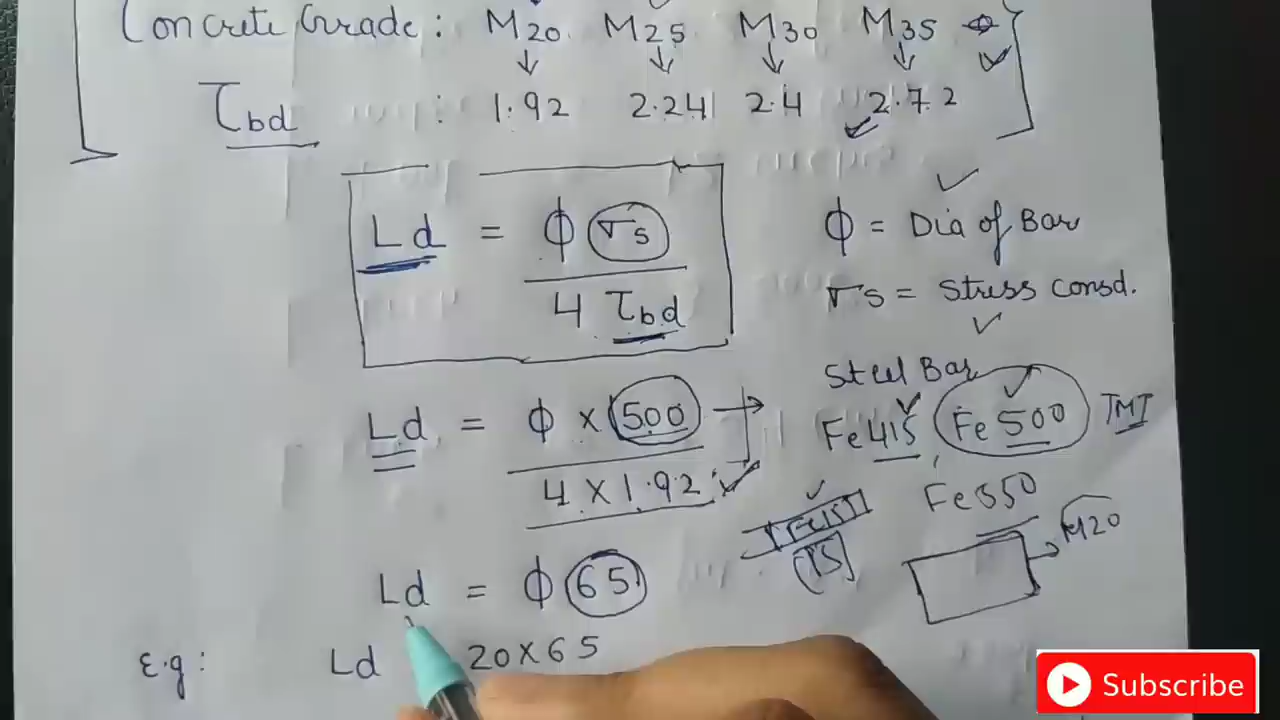 Concrete Grade : M20 M25 M30 M35
↓ ↓ ↓ ↓
τbd : 1.92 2.24 2.4 2.72
Ld = ϕ σs
4 τbd
ϕ = Dia of Bar
σs = Stress consd.
Steel Bar
Fe415, Fe500 TMT
Fe550
Ld = ϕ × 500 →
4 × 1.92
M20
Ld = ϕ 65
E.g : Ld 20×65
Subscribe